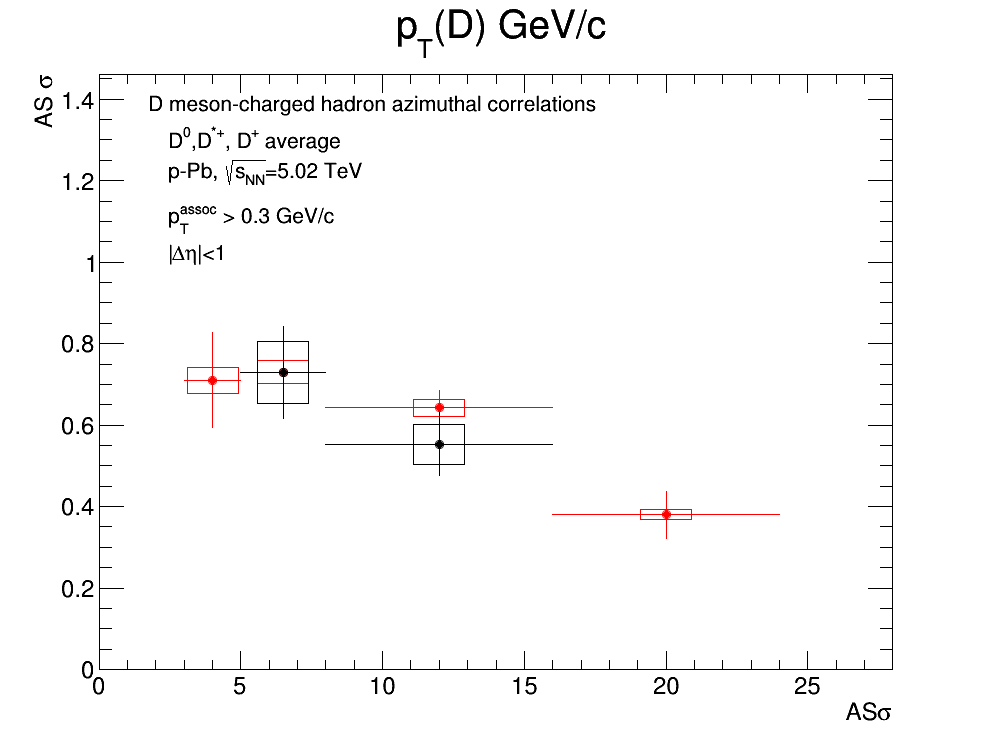 p_T(D) GeV/c
AS σ
D meson-charged hadron azimuthal correlations
D^0,D^*+, D^+ average
p-Pb, √s_NN=5.02 TeV
p_T^assoc > 0.3 GeV/c
|Δη|<1
1.4
1.2
1
0.8
0.6
0.4
0.2
0
0 5 10 15 20 25
ASσ